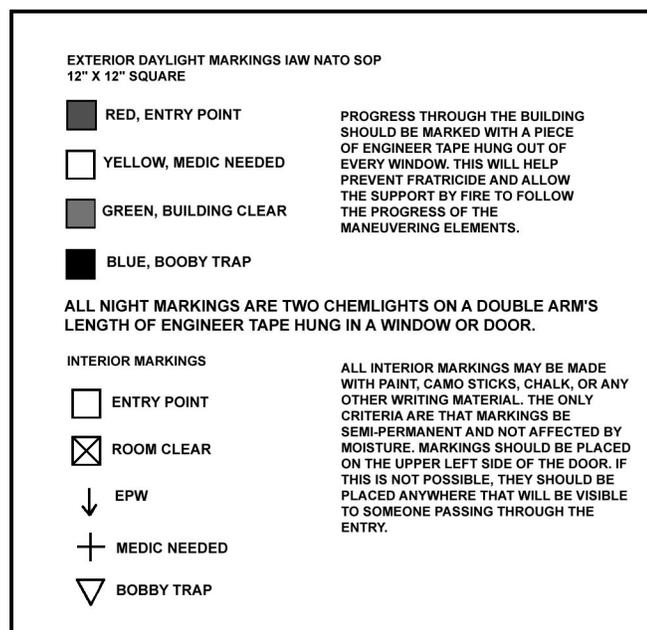 EXTERIOR DAYLIGHT MARKINGS IAW NATO SOP
12" X 12" SQUARE
RED, ENTRY POINT
YELLOW, MEDIC NEEDED
GREEN, BUILDING CLEAR
BLUE, BOOBY TRAP
PROGRESS THROUGH THE BUILDING
SHOULD BE MARKED WITH A PIECE
OF ENGINEER TAPE HUNG OUT OF
EVERY WINDOW. THIS WILL HELP
PREVENT FRATRICIDE AND ALLOW
THE SUPPORT BY FIRE TO FOLLOW
THE PROGRESS OF THE
MANEUVERING ELEMENTS.
ALL NIGHT MARKINGS ARE TWO CHEMLIGHTS ON A DOUBLE ARM'S
LENGTH OF ENGINEER TAPE HUNG IN A WINDOW OR DOOR.
INTERIOR MARKINGS
ENTRY POINT
ROOM CLEAR
EPW
MEDIC NEEDED
BOBBY TRAP
ALL INTERIOR MARKINGS MAY BE MADE
WITH PAINT, CAMO STICKS, CHALK, OR ANY
OTHER WRITING MATERIAL. THE ONLY
CRITERIA ARE THAT MARKINGS BE
SEMI-PERMANENT AND NOT AFFECTED BY
MOISTURE. MARKINGS SHOULD BE PLACED
ON THE UPPER LEFT SIDE OF THE DOOR. IF
THIS IS NOT POSSIBLE, THEY SHOULD BE
PLACED ANYWHERE THAT WILL BE VISIBLE
TO SOMEONE PASSING THROUGH THE
ENTRY.